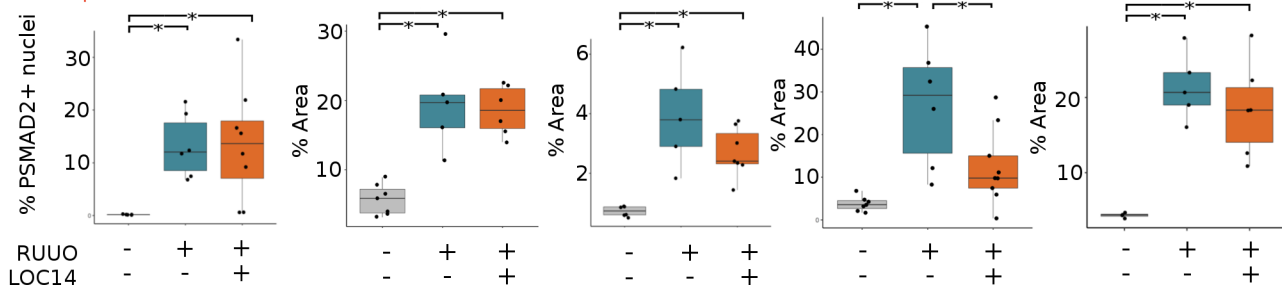 * * * * * * * * * *
% PSMAD2+ nuclei 30 20 10 0
% Area 30 20 10
% Area 6 4 2
% Area 40 30 20 10 0
% Area 20 10
RUUO - + + - + + - + + - + + - + +
LOC14 - - + - - + - - + - - + - - +